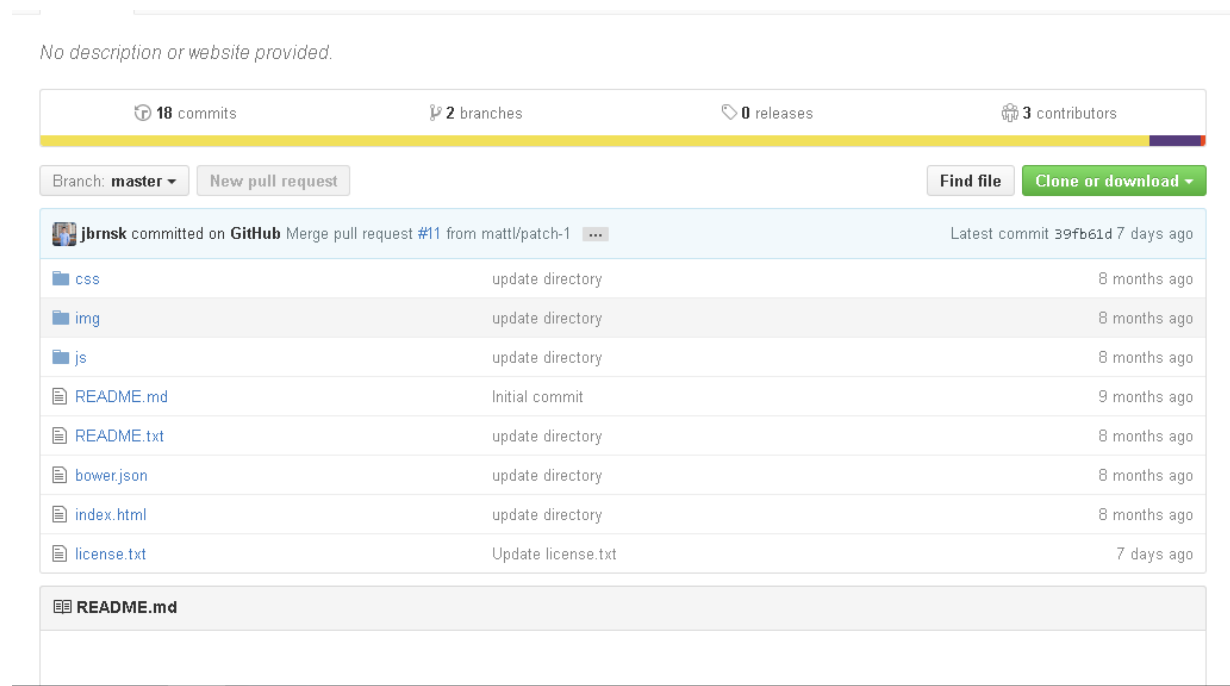 No description or website provided.
18 commits 2 branches 0 releases 3 contributors
Branch: master New pull request Find file Clone or download
jbrnsk committed on GitHub Merge pull request #11 from mattl/patch-1 ... Latest commit 39fb61d 7 days ago
css update directory 8 months ago
img update directory 8 months ago
js update directory 8 months ago
README.md Initial commit 9 months ago
README.txt update directory 8 months ago
bower.json update directory 8 months ago
index.html update directory 8 months ago
license.txt Update license.txt 7 days ago
README.md